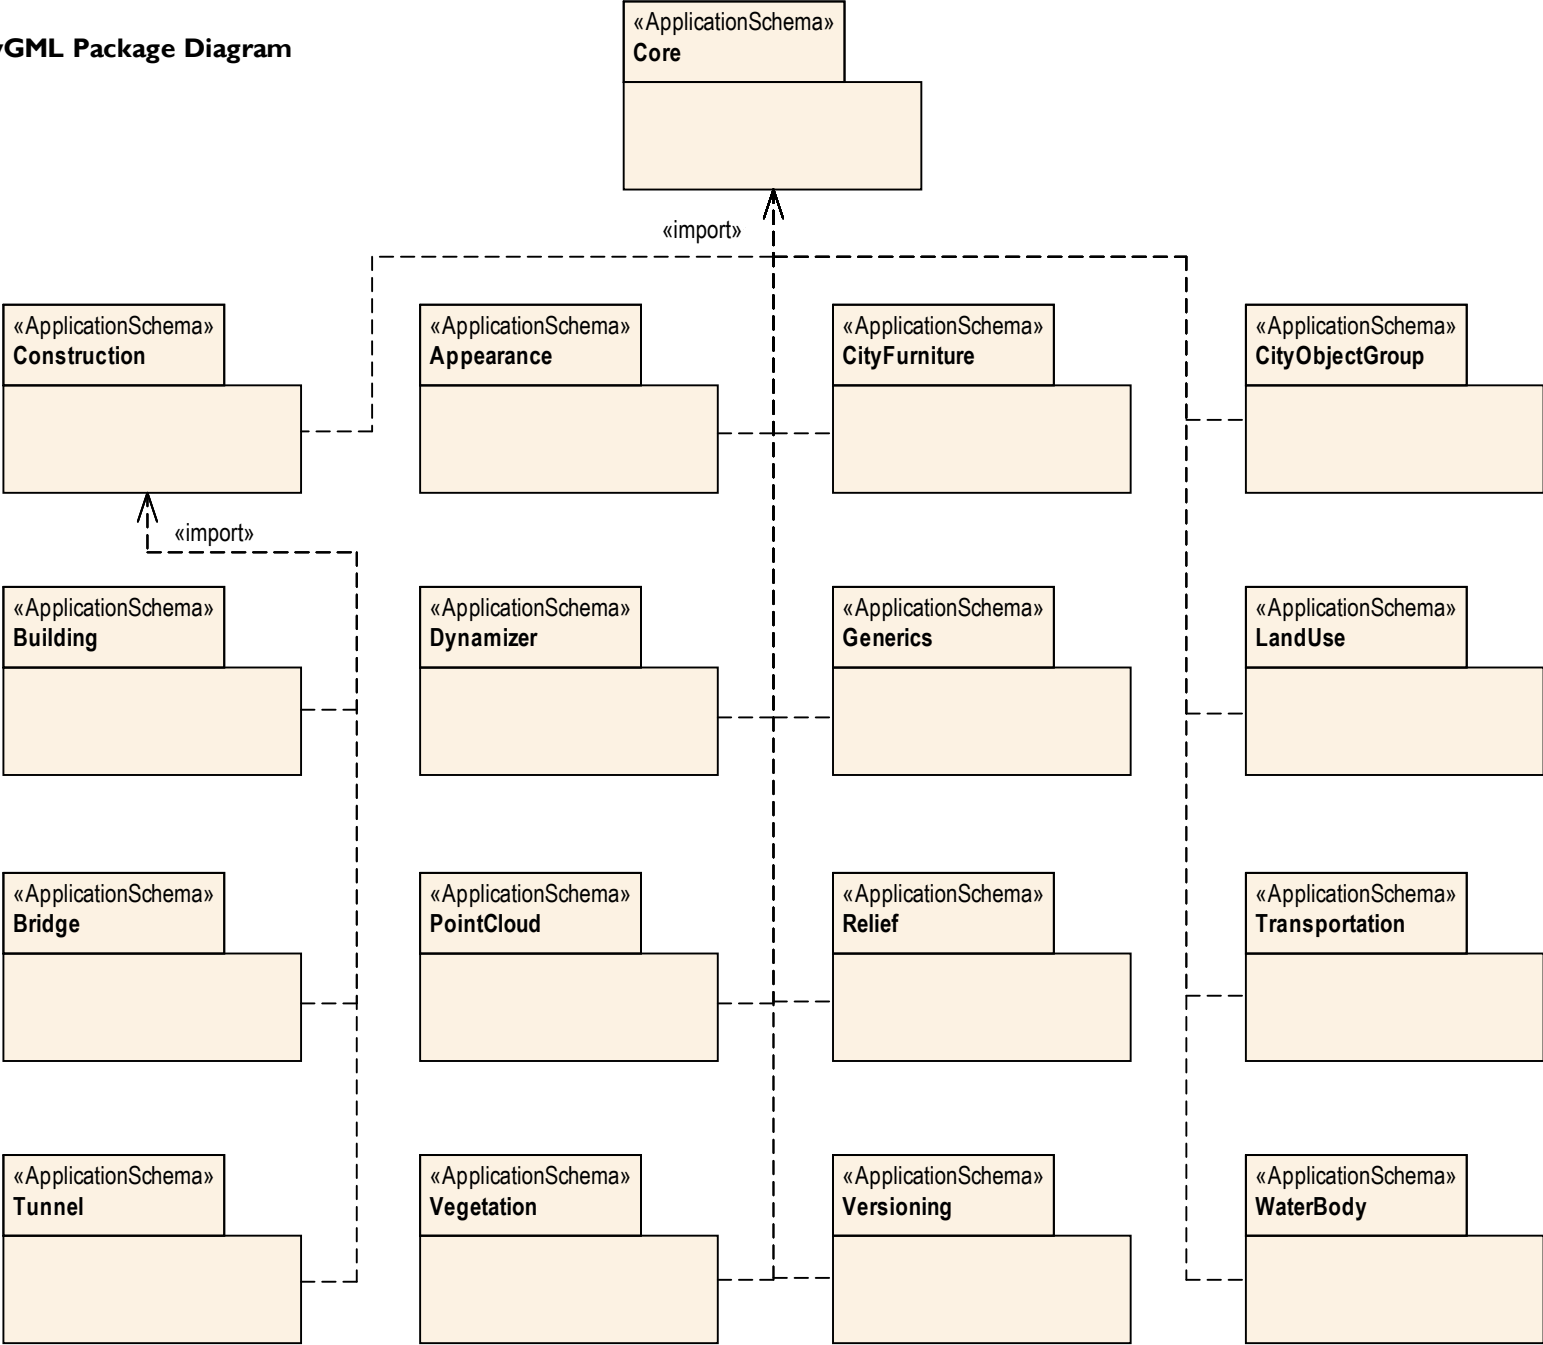 GML Package Diagram
«ApplicationSchema»
Core
«import»
«ApplicationSchema»
Construction
«ApplicationSchema»
Appearance
«ApplicationSchema»
CityFurniture
«ApplicationSchema»
CityObjectGroup
«import»
«ApplicationSchema»
Building
«ApplicationSchema»
Dynamizer
«ApplicationSchema»
Generics
«ApplicationSchema»
LandUse
«ApplicationSchema»
Bridge
«ApplicationSchema»
PointCloud
«ApplicationSchema»
Relief
«ApplicationSchema»
Transportation
«ApplicationSchema»
Tunnel
«ApplicationSchema»
Vegetation
«ApplicationSchema»
Versioning
«ApplicationSchema»
WaterBody